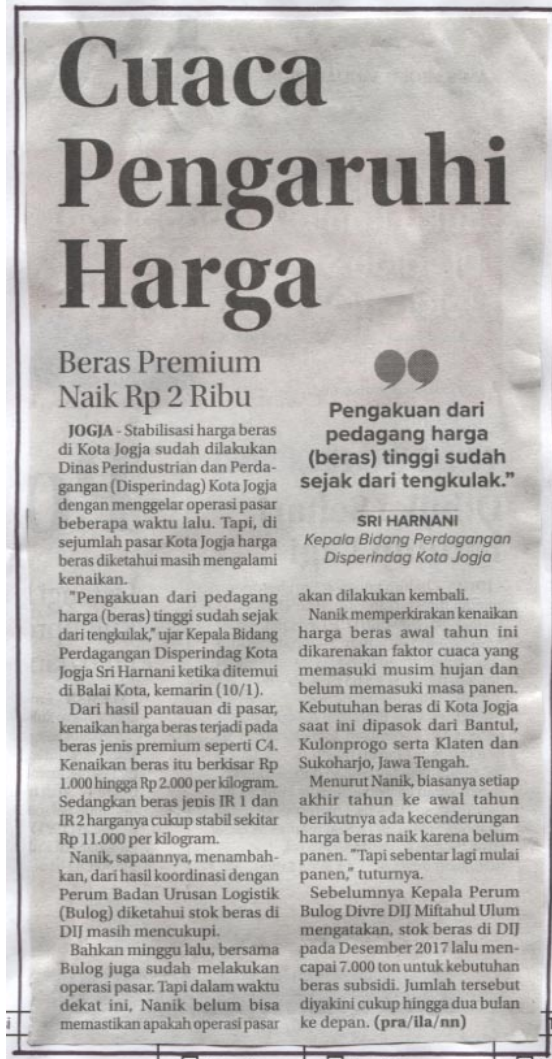 Cuaca
Pengaruhi
Harga
Beras Premium
Naik Rp 2 Ribu
JOGJA - Stabilisasi harga beras
di Kota Jogja sudah dilakukan
Dinas Perindustrian dan Perda-
gangan (Disperindag) Kota Jogja
dengan menggelar operasi pasar
beberapa waktu lalu. Tapi, di
sejumlah pasar Kota Jogja harga
beras diketahui masih mengalami
kenaikan.
"Pengakuan dari pedagang
harga (beras) tinggi sudah sejak
dari tengkulak," ujar Kepala Bidang
Perdagangan Disperindag Kota
Jogja Sri Harnani ketika ditemui
di Balai Kota, kemarin (10/1).
Dari hasil pantauan di pasar,
kenaikan harga beras terjadi pada
beras jenis premium seperti C4.
Kenaikan beras itu berkisar Rp
1.000 hingga Rp 2.000 per kilogram.
Sedangkan beras jenis IR 1 dan
IR 2 harganya cukup stabil sekitar
Rp 11.000 per kilogram.
Nanik, sapaannya, menambah-
kan, dari hasil koordinasi dengan
Perum Badan Urusan Logistik
(Bulog) diketahui stok beras di
DIJ masih mencukupi.
Bahkan minggu lalu, bersama
Bulog juga sudah melakukan
operasi pasar. Tapi dalam waktu
dekat ini, Nanik belum bisa
memastikan apakah operasi pasar
”
Pengakuan dari
pedagang harga
(beras) tinggi sudah
sejak dari tengkulak."
SRI HARNANI
Kepala Bidang Perdagangan
Disperindag Kota Jogja
akan dilakukan kembali.
Nanik memperkirakan kenaikan
harga beras awal tahun ini
dikarenakan faktor cuaca yang
memasuki musim hujan dan
belum memasuki masa panen.
Kebutuhan beras di Kota Jogja
saat ini dipasok dari Bantul,
Kulonprogo serta Klaten dan
Sukoharjo, Jawa Tengah.
Menurut Nanik, biasanya setiap
akhir tahun ke awal tahun
berikutnya ada kecenderungan
harga beras naik karena belum
panen. "Tapi sebentar lagi mulai
panen," tuturnya.
Sebelumnya Kepala Perum
Bulog Divre DIJ Miftahul Ulum
mengatakan, stok beras di DIJ
pada Desember 2017 lalu men-
capai 7.000 ton untuk kebutuhan
beras subsidi. Jumlah tersebut
diyakini cukup hingga dua bulan
ke depan. (pra/ila/nn)